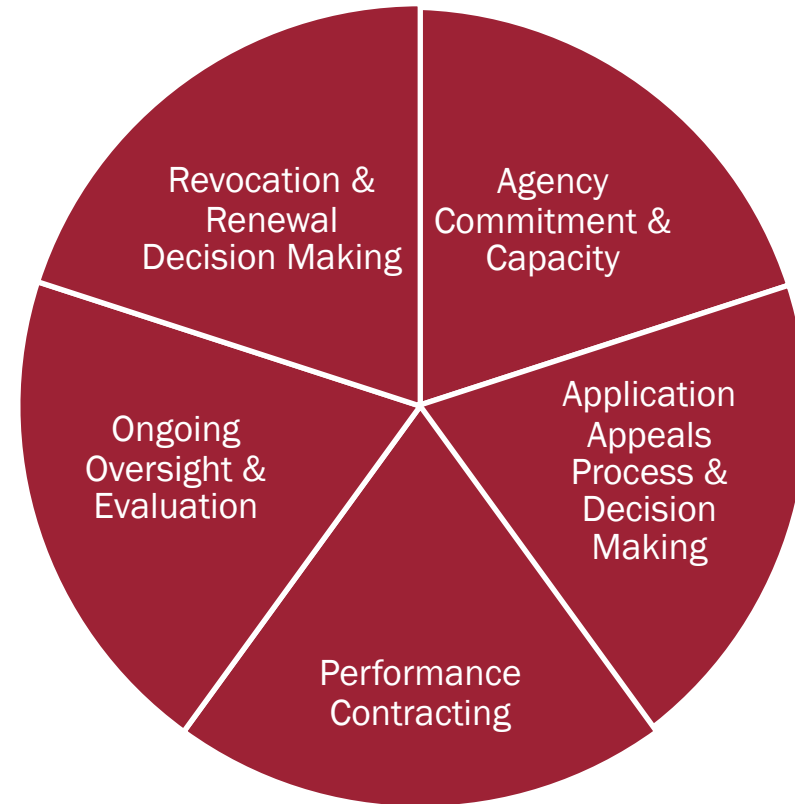 Revocation &
Renewal
Decision Making
Agency
Commitment &
Capacity
Application
Appeals
Process &
Decision
Making
Ongoing
Oversight &
Evaluation
Performance
Contracting